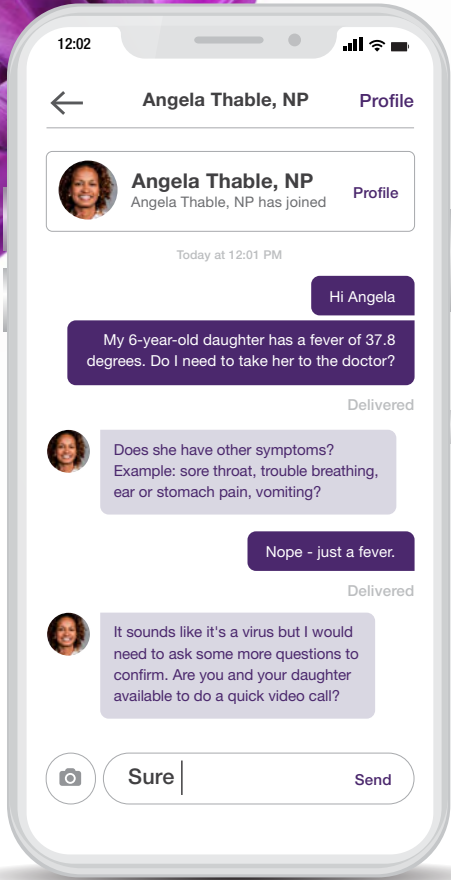 12:02
Angela Thable, NP
Profile
Angela Thable, NP
Angela Thable, NP has joined
Profile
Today at 12:01 PM
Hi Angela
My 6-year-old daughter has a fever of 37.8
degrees. Do I need to take her to the doctor?
Delivered
Does she have other symptoms?
Example: sore throat, trouble breathing,
ear or stomach pain, vomiting?
Nope - just a fever.
Delivered
It sounds like it's a virus but I would
need to ask some more questions to
confirm. Are you and your daughter
available to do a quick video call?
Sure
Send